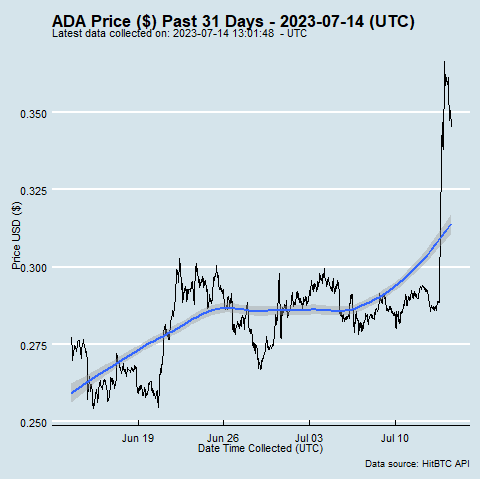 ADA Price ($) Past 31 Days - 2023-07-14 (UTC)
Latest data collected on: 2023-07-14 13:01:48  - UTC
Price USD ($)
0.350
0.325
0.300
0.275
0.250
Jun 19
Jun 26
Jul 03
Jul 10
Date Time Collected (UTC)
Data source: HitBTC API